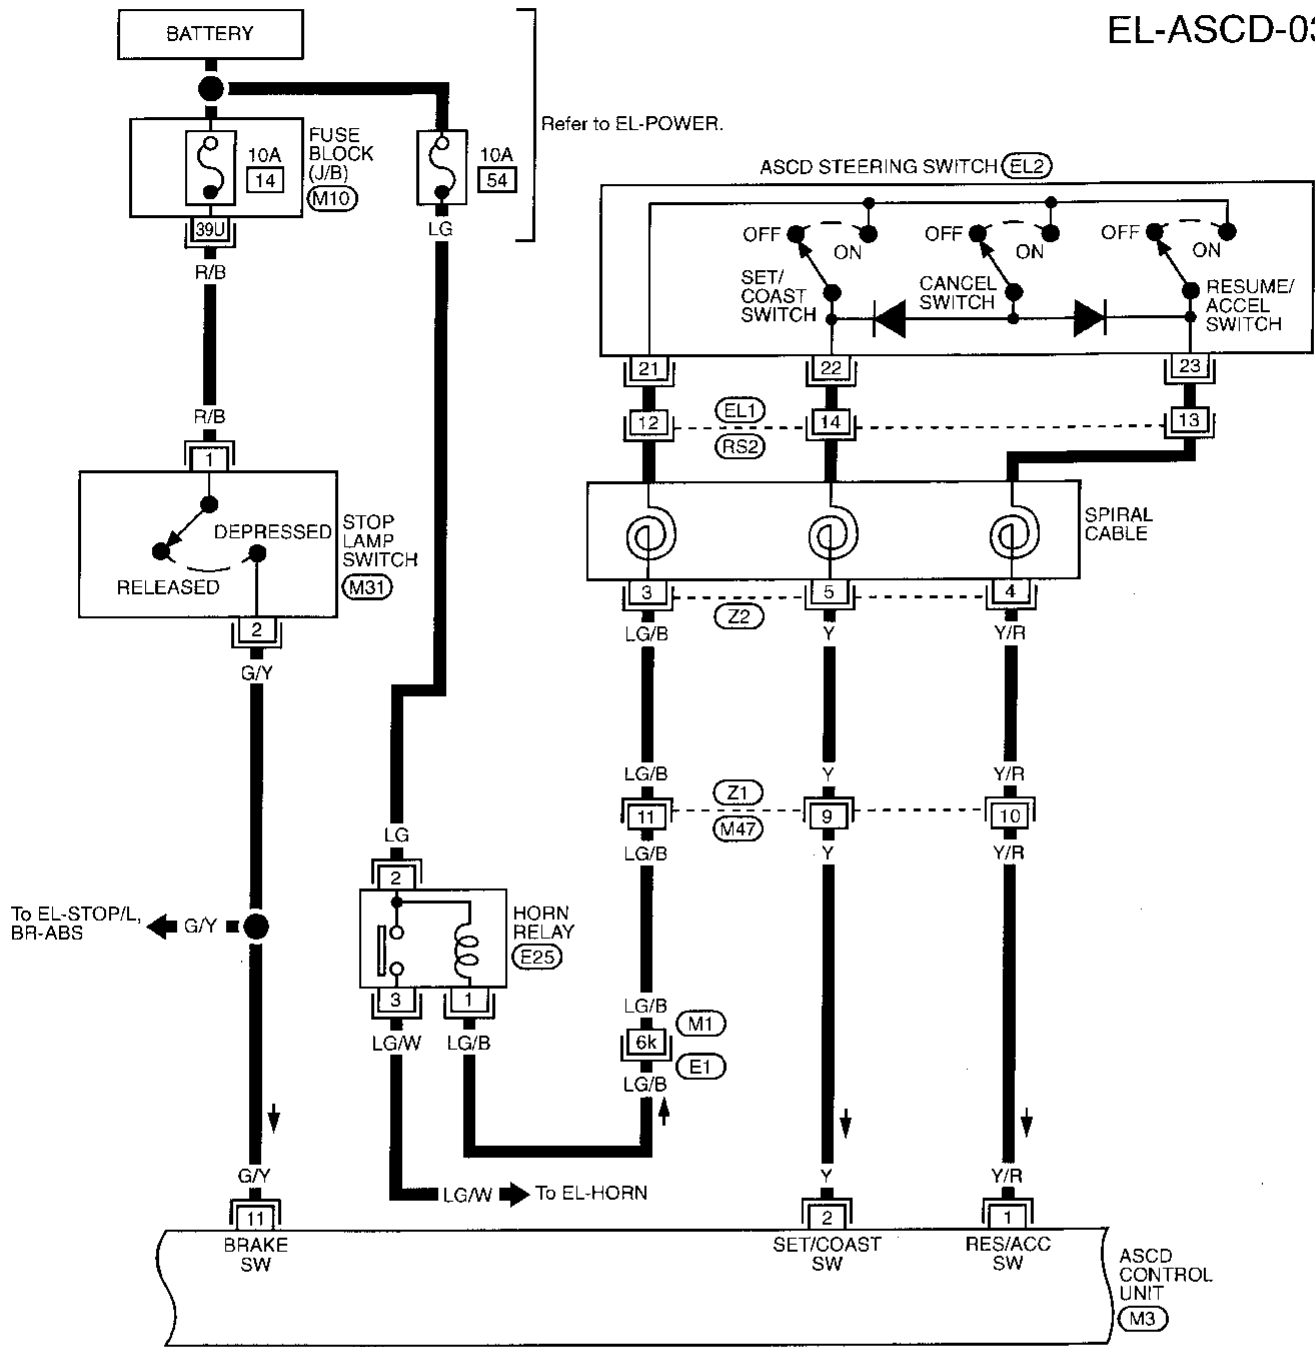 EL-ASCD-03
BATTERY
Refer to EL-POWER.
10A
14
FUSE
BLOCK
(J/B)
M10
10A
54
39U
LG
R/B
R/B
1
DEPRESSED
RELEASED
STOP
LAMP
SWITCH
M31
2
G/Y
To EL-STOP/L,
BR-ABS
G/Y
G/Y
11
BRAKE
SW
LG
2
HORN
RELAY
E25
3
1
LG/W
LG/B
LG/W
To EL-HORN
ASCD STEERING SWITCH
EL2
OFF
ON
SET/
COAST
SWITCH
OFF
ON
CANCEL
SWITCH
OFF
ON
RESUME/
ACCEL
SWITCH
21
22
23
12
EL1
RS2
14
13
SPIRAL
CABLE
3
5
4
Z2
LG/B
Y
Y/R
LG/B
Y
Y/R
11
Z1
M47
9
10
LG/B
Y
Y/R
LG/B
6k
M1
E1
LG/B
Y
Y/R
2
1
SET/COAST
SW
RES/ACC
SW
ASCD
CONTROL
UNIT
M3